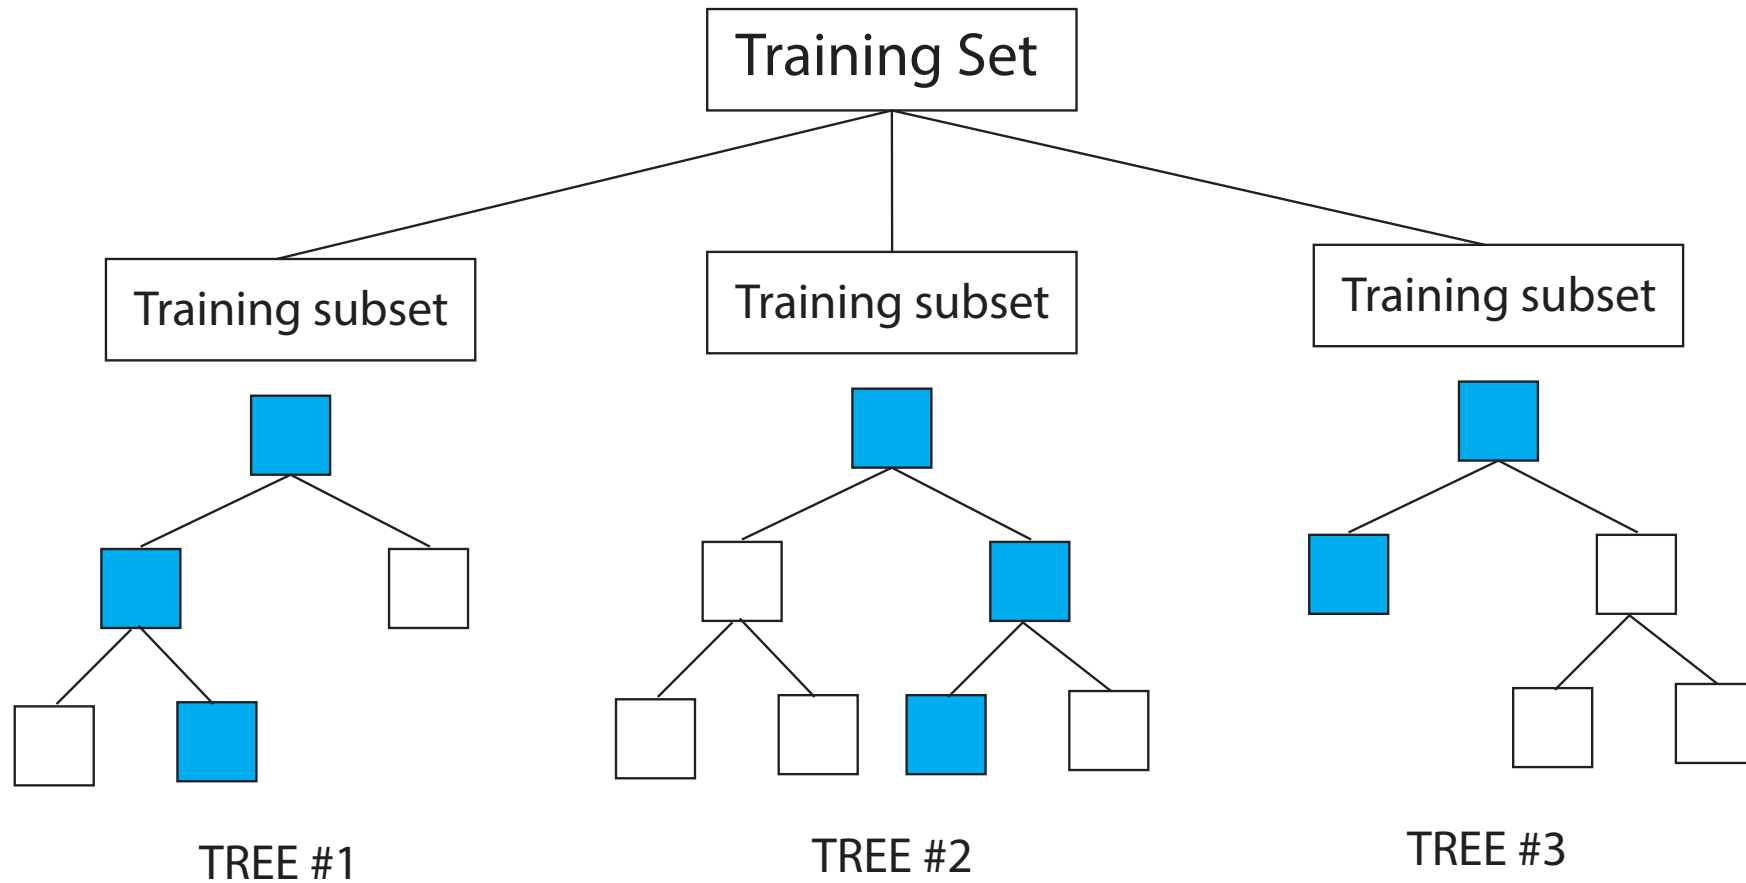 Training Set
Training subset
Training subset
Training subset
TREE #1
TREE #2
TREE #3